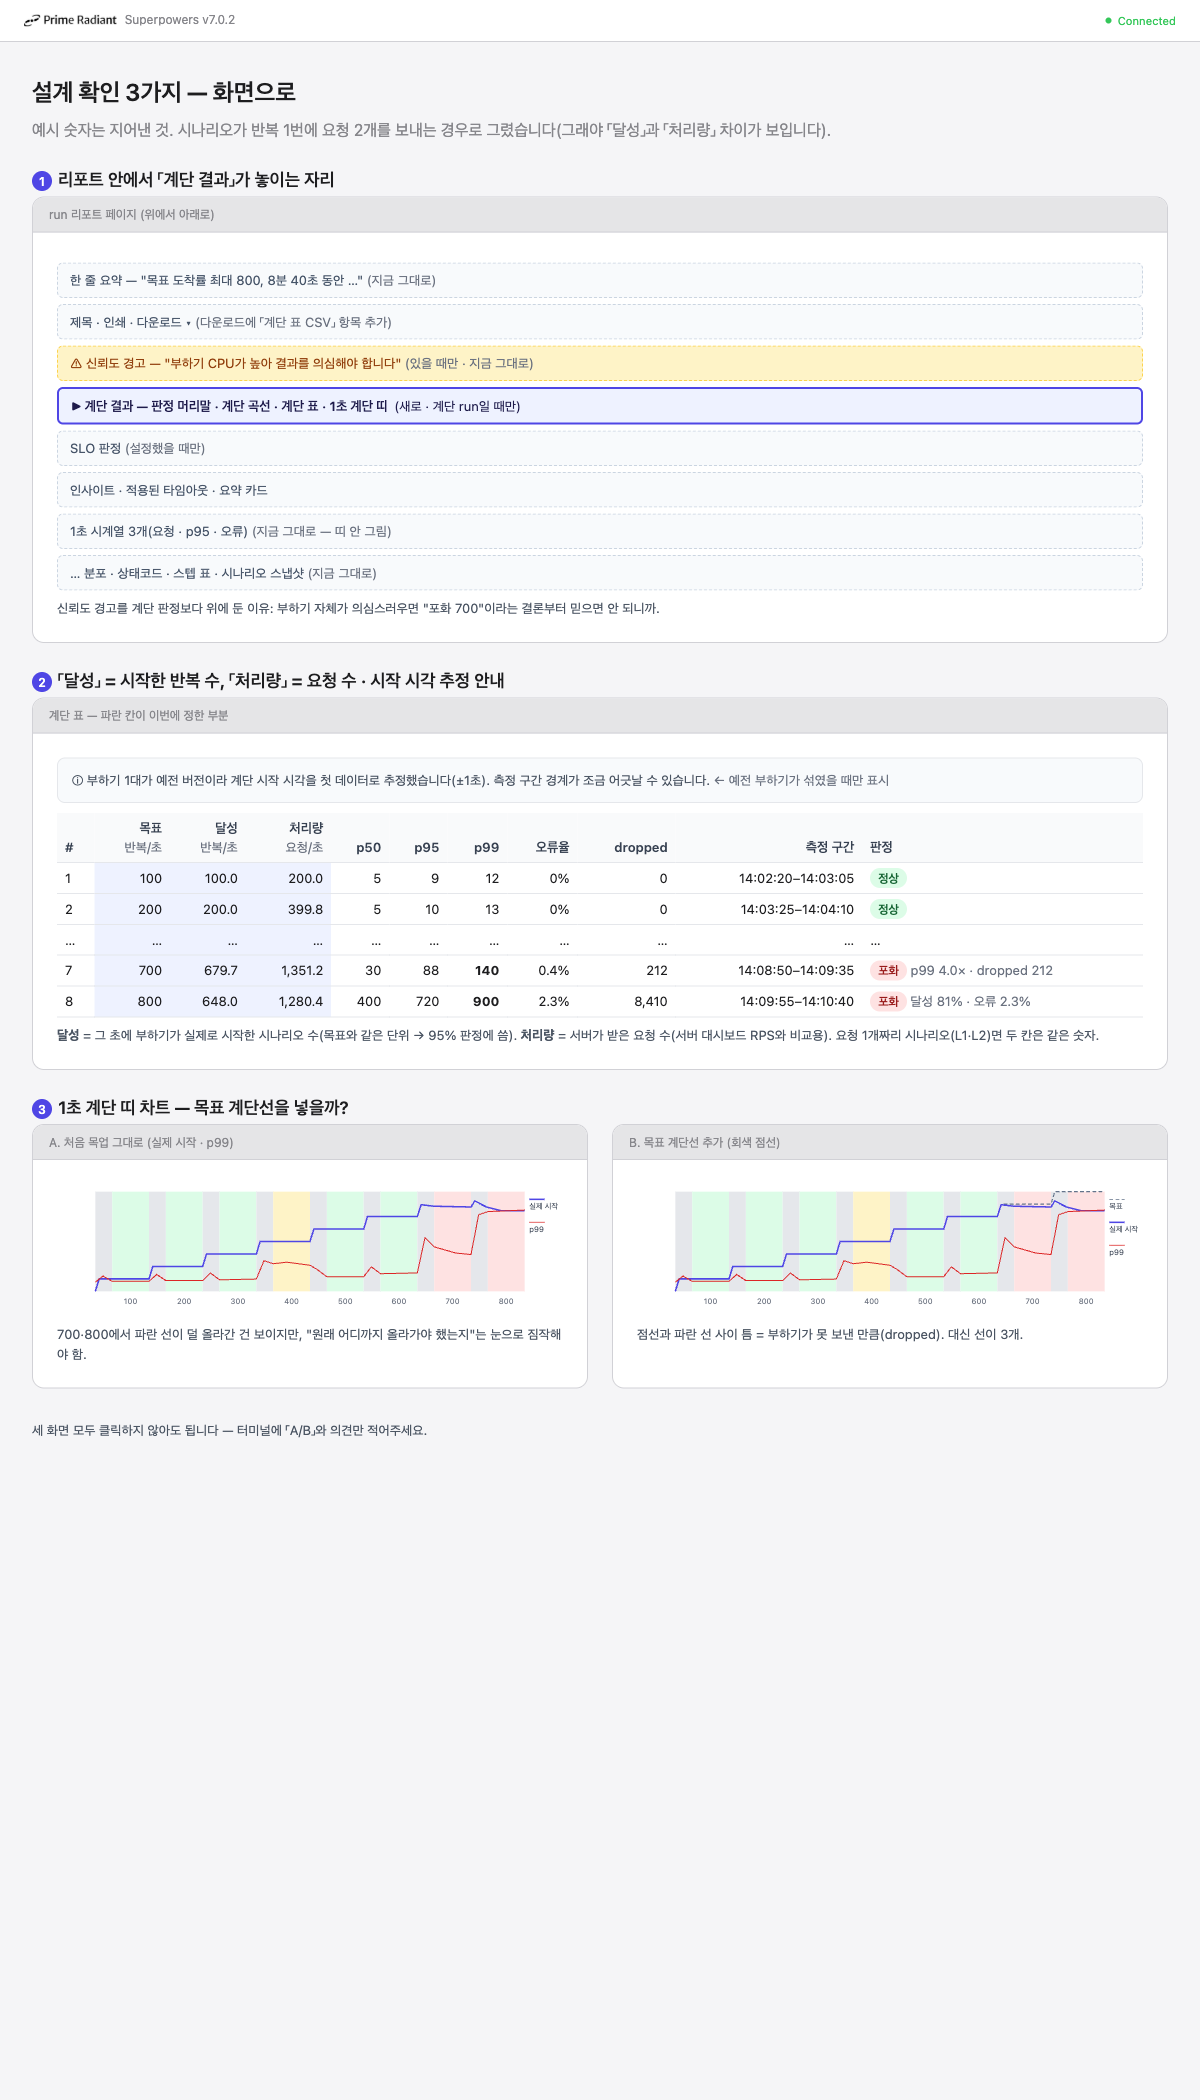 Prime Radiant Superpowers v7.0.2
Connected
설계 확인 3가지 — 화면으로
예시 숫자는 지어낸 것. 시나리오가 반복 1번에 요청 2개를 보내는 경우로 그렸습니다(그래야 「달성」과 「처리량」 차이가 보입니다).
1 리포트 안에서 「계단 결과」가 놓이는 자리
run 리포트 페이지 (위에서 아래로)
한 줄 요약 — "목표 도착률 최대 800, 8분 40초 동안 …" (지금 그대로)
제목 · 인쇄 · 다운로드 ▾ (다운로드에 「계단 표 CSV」 항목 추가)
⚠ 신뢰도 경고 — "부하기 CPU가 높아 결과를 의심해야 합니다" (있을 때만 · 지금 그대로)
▶ 계단 결과 — 판정 머리말 · 계단 곡선 · 계단 표 · 1초 계단 띠 (새로 · 계단 run일 때만)
SLO 판정 (설정했을 때만)
인사이트 · 적용된 타임아웃 · 요약 카드
1초 시계열 3개(요청 · p95 · 오류) (지금 그대로 — 띠 안 그림)
… 분포 · 상태코드 · 스텝 표 · 시나리오 스냅샷 (지금 그대로)
신뢰도 경고를 계단 판정보다 위에 둔 이유: 부하기 자체가 의심스러우면 "포화 700"이라는 결론부터 믿으면 안 되니까.
2 「달성」 = 시작한 반복 수, 「처리량」 = 요청 수 · 시작 시각 추정 안내
계단 표 — 파란 칸이 이번에 정한 부분
ⓘ 부하기 1대가 예전 버전이라 계단 시작 시각을 첫 데이터로 추정했습니다(±1초). 측정 구간 경계가 조금 어긋날 수 있습니다. ← 예전 부하기가 섞였을 때만 표시
목표 달성 처리량
# 반복/초 반복/초 요청/초 p50 p95 p99 오류율 dropped 측정 구간 판정
1 100 100.0 200.0 5 9 12 0% 0 14:02:20–14:03:05 정상
2 200 200.0 399.8 5 10 13 0% 0 14:03:25–14:04:10 정상
… … … … … … … … … … …
7 700 679.7 1,351.2 30 88 140 0.4% 212 14:08:50–14:09:35 포화 p99 4.0× · dropped 212
8 800 648.0 1,280.4 400 720 900 2.3% 8,410 14:09:55–14:10:40 포화 달성 81% · 오류 2.3%
달성 = 그 초에 부하기가 실제로 시작한 시나리오 수(목표와 같은 단위 → 95% 판정에 씀). 처리량 = 서버가 받은 요청 수(서버 대시보드 RPS와 비교용). 요청 1개짜리 시나리오(L1·L2)면 두 칸은 같은 숫자.
3 1초 계단 띠 차트 — 목표 계단선을 넣을까?
A. 처음 목업 그대로 (실제 시작 · p99)
실제 시작
p99
100 200 300 400 500 600 700 800
700·800에서 파란 선이 덜 올라간 건 보이지만, "원래 어디까지 올라가야 했는지"는 눈으로 짐작해
야 함.
B. 목표 계단선 추가 (회색 점선)
목표
실제 시작
p99
100 200 300 400 500 600 700 800
점선과 파란 선 사이 틈 = 부하기가 못 보낸 만큼(dropped). 대신 선이 3개.
세 화면 모두 클릭하지 않아도 됩니다 — 터미널에 「A/B」와 의견만 적어주세요.